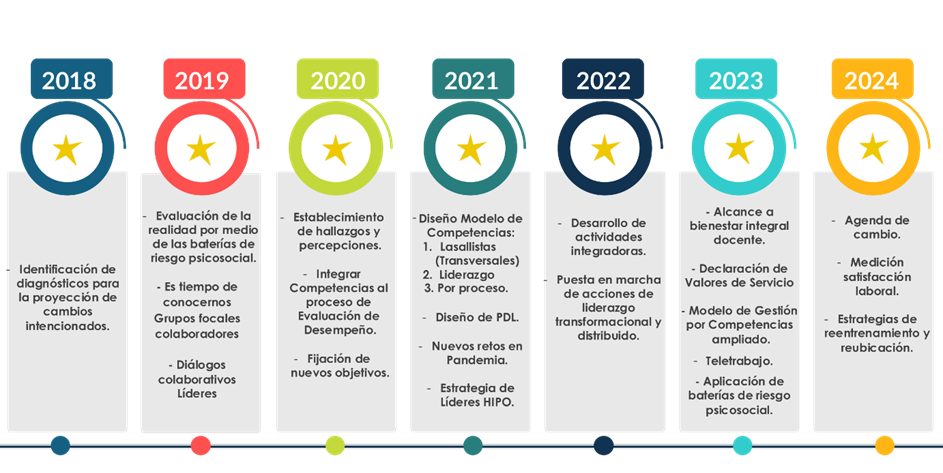 2018
- Identificación de
diagnósticos para
la proyección de
cambios
intencionados.
2019
- Evaluación de la
realidad por medio
de las baterías de
riesgo psicosocial.
- Es tiempo de
conocernos
Grupos focales
colaboradores
- Diálogos
colaborativos
Líderes
2020
- Establecimiento
de hallazgos y
percepciones.
- Integrar
Competencias al
proceso de
Evaluación de
Desempeño.
- Fijación de
nuevos objetivos.
2021
- Diseño Modelo de
Competencias:
1. Lasallistas
(Transversales)
2. Liderazgo
3. Por proceso.
- Diseño de PDL.
- Nuevos retos en
Pandemia.
- Estrategia de
Líderes HIPO.
2022
- Desarrollo de
actividades
integradoras.
- Puesta en marcha
de acciones de
liderazgo
transformacional y
distribuido.
2023
- Alcance a
bienestar integral
docente.
- Declaración de
Valores de Servicio
- Modelo de Gestión
por Competencias
ampliado.
- Teletrabajo.
- Aplicación de
baterías de riesgo
psicosocial.
2024
- Agenda de
cambio.
- Medición
satisfacción
laboral.
- Estrategias de
reentrenamiento y
reubicación.